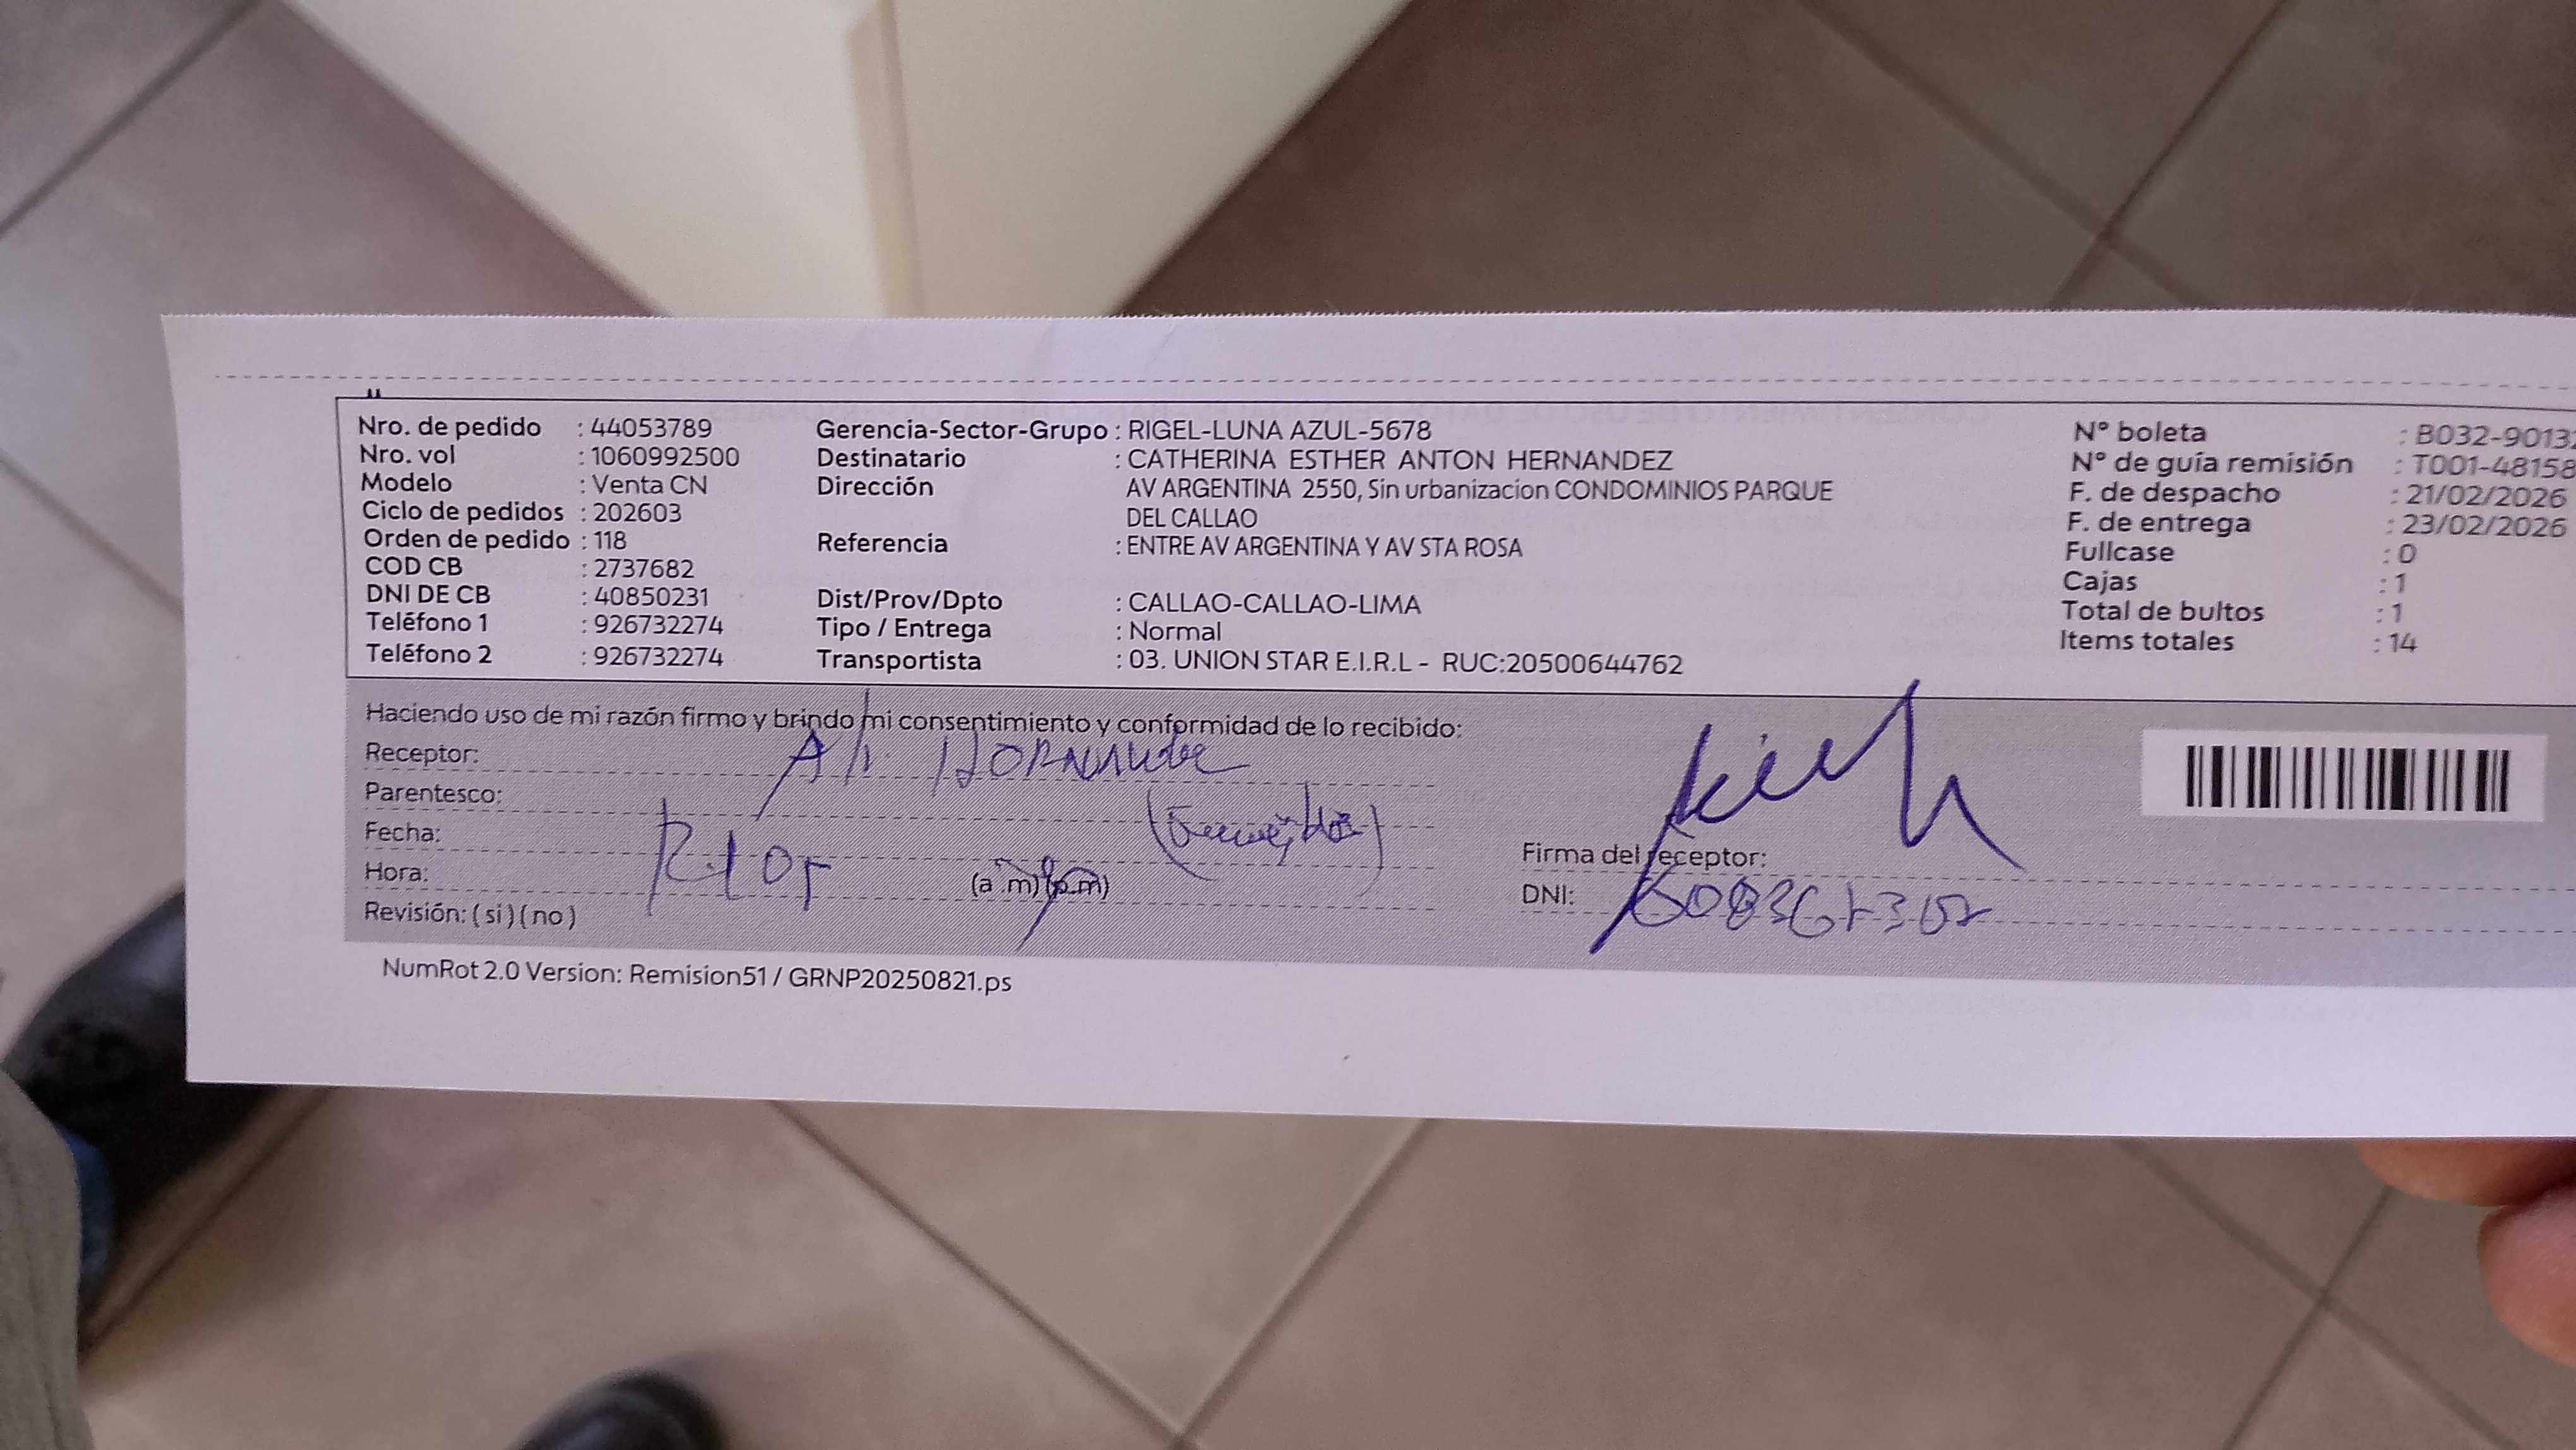 Nro. de pedido : 44053789
Nro. vol : 1060992500
Modelo : Venta CN
Ciclo de pedidos : 202603
Orden de pedido : 118
COD CB : 2737682
DNI DE CB : 40850231
Teléfono 1 : 926732274
Teléfono 2 : 926732274
Gerencia-Sector-Grupo : RIGEL-LUNA AZUL-5678
Destinatario : CATHERINA ESTHER ANTON HERNANDEZ
Dirección AV ARGENTINA 2550, Sin urbanizacion CONDOMINIOS PARQUE
DEL CALLAO
Referencia : ENTRE AV ARGENTINA Y AV STA ROSA
Dist/Prov/Dpto : CALLAO-CALLAO-LIMA
Tipo / Entrega : Normal
Transportista : 03. UNION STAR E.I.R.L - RUC:20500644762
N° boleta : B032-9013
N° de guía remisión : T001-48158
F. de despacho : 21/02/2026
F. de entrega : 23/02/2026
Fullcase : 0
Cajas : 1
Total de bultos : 1
Items totales : 14
Haciendo uso de mi razón firmo y brindo mi consentimiento y conformidad de lo recibido:
Receptor:
Parentesco:
Fecha:
Hora: (a .m) (p.m)
Revisión: ( si ) ( no )
Firma del receptor:
DNI:
NumRot 2.0 Version: Remision51 / GRNP20250821.ps